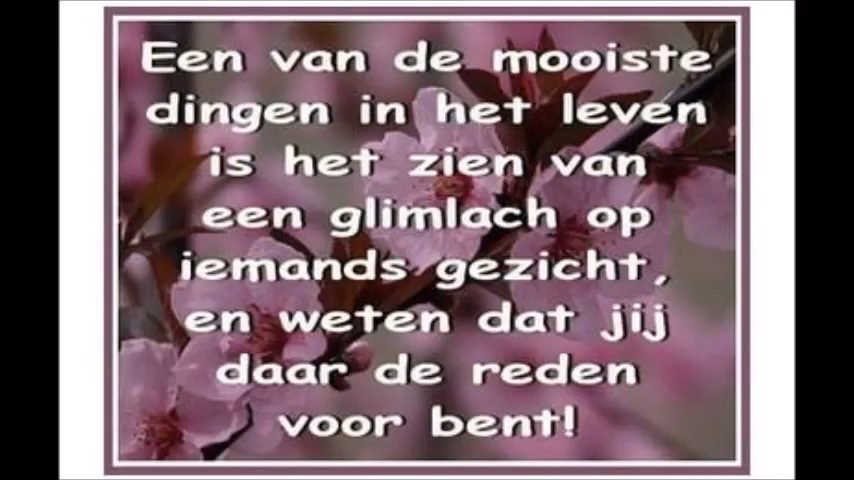 Een van de mooiste
dingen in het leven
is het zien van
een glimlach op
iemands gezicht,
en weten dat jij
daar de reden
voor bent!